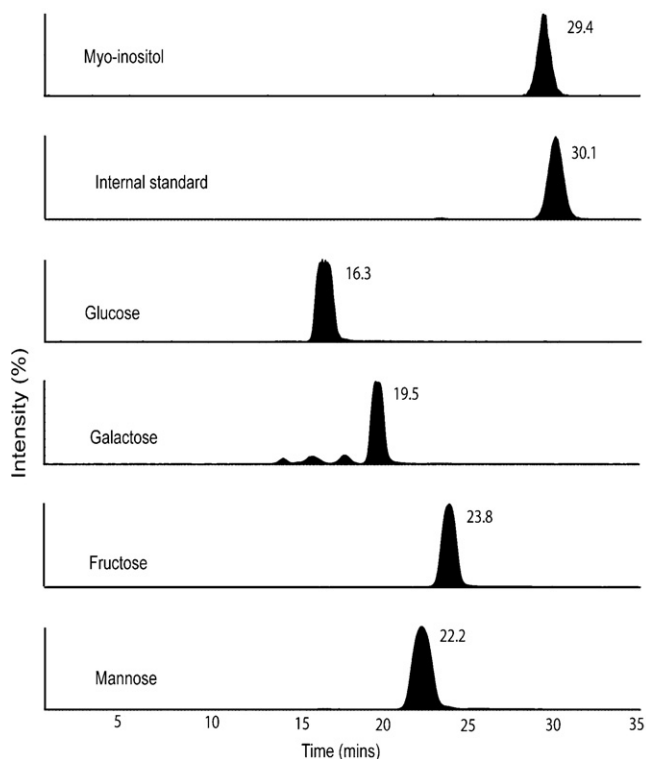 Myo-inositol
29.4
Internal standard
30.1
Glucose
16.3
Galactose
19.5
Fructose
23.8
Mannose
22.2
Intensity (%)
5 10 15 20 25 30 35
Time (mins)